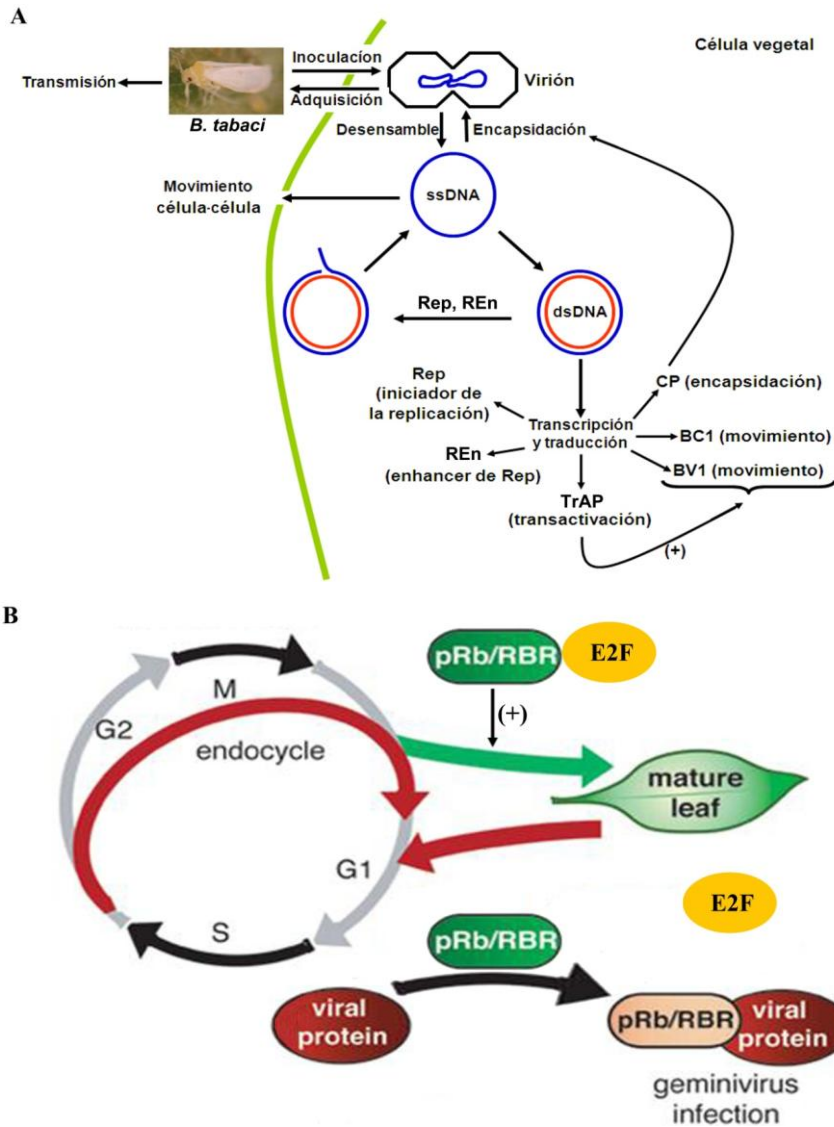 A
Célula vegetal
Inoculacíon
Transmisión
Adquisición
Virión
B. tabaci
Desensamble
Encapsidación
Movimiento
célula-célula
ssDNA
Rep, REn
dsDNA
Rep
(iniciador de
la replicación)
CP (encapsidación)
Transcripción
y traducción
BC1 (movimiento)
REn
(enhancer de Rep)
BV1 (movimiento)
TrAP
(transactivación)
(+)
B
pRb/RBR
E2F
M
(+)
G2
endocycle
mature
leaf
G1
E2F
S
pRb/RBR
viral
protein
pRb/RBR
viral
protein
geminivirus
infection